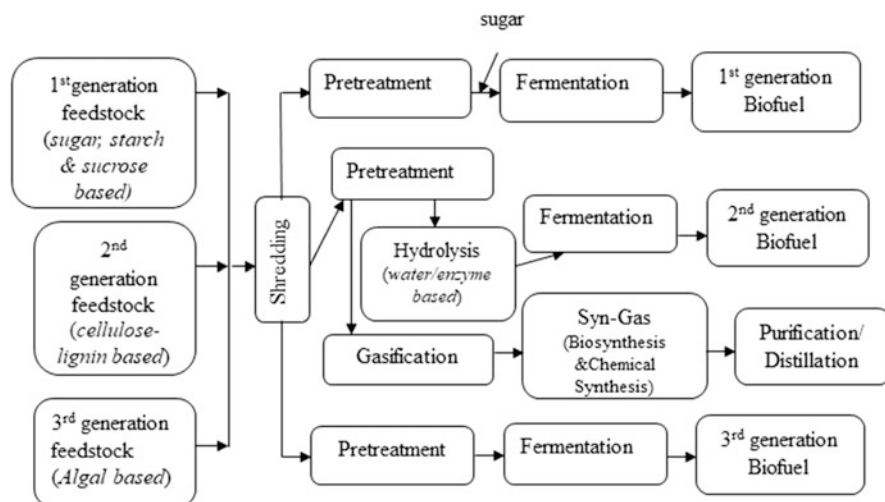 sugar
1st generation
feedstock
(sugar, starch
& sucrose
based)
2nd
generation
feedstock
(cellulose-
lignin based)
3rd generation
feedstock
(Algal based)
Shredding
Pretreatment
Fermentation
1st generation
Biofuel
Pretreatment
Hydrolysis
(water/enzyme
based)
Fermentation
2nd generation
Biofuel
Gasification
Syn-Gas
(Biosynthesis
&Chemical
Synthesis)
Purification/
Distillation
Pretreatment
Fermentation
3rd generation
Biofuel